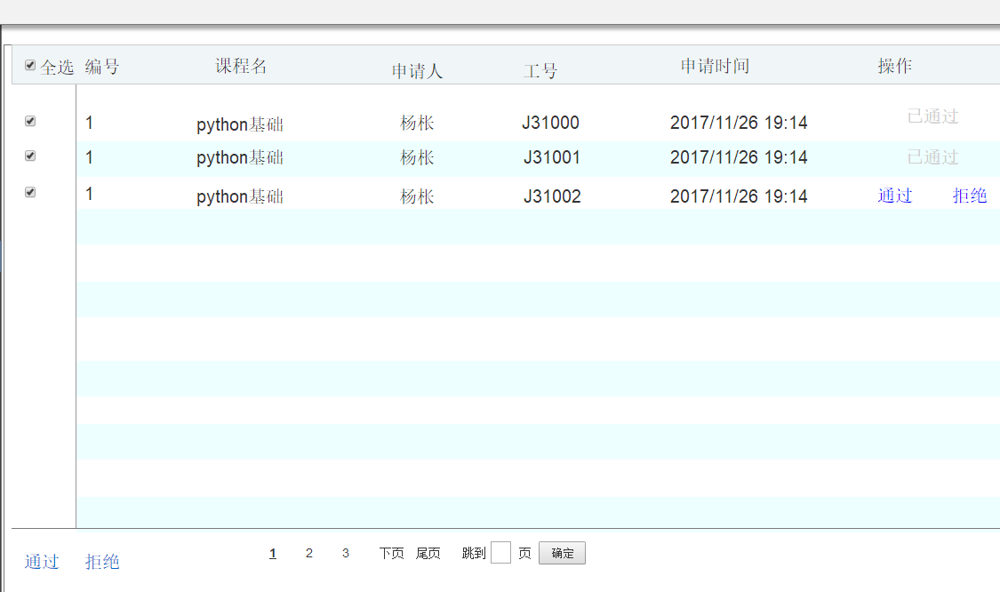 全选 编号 课程名 申请人 工号 申请时间 操作
1 python基础 杨枨 J31000 2017/11/26 19:14 已通过
1 python基础 杨枨 J31001 2017/11/26 19:14 已通过
1 python基础 杨枨 J31002 2017/11/26 19:14 通过 拒绝
通过 拒绝 1 2 3 下页 尾页 跳到 页 确定